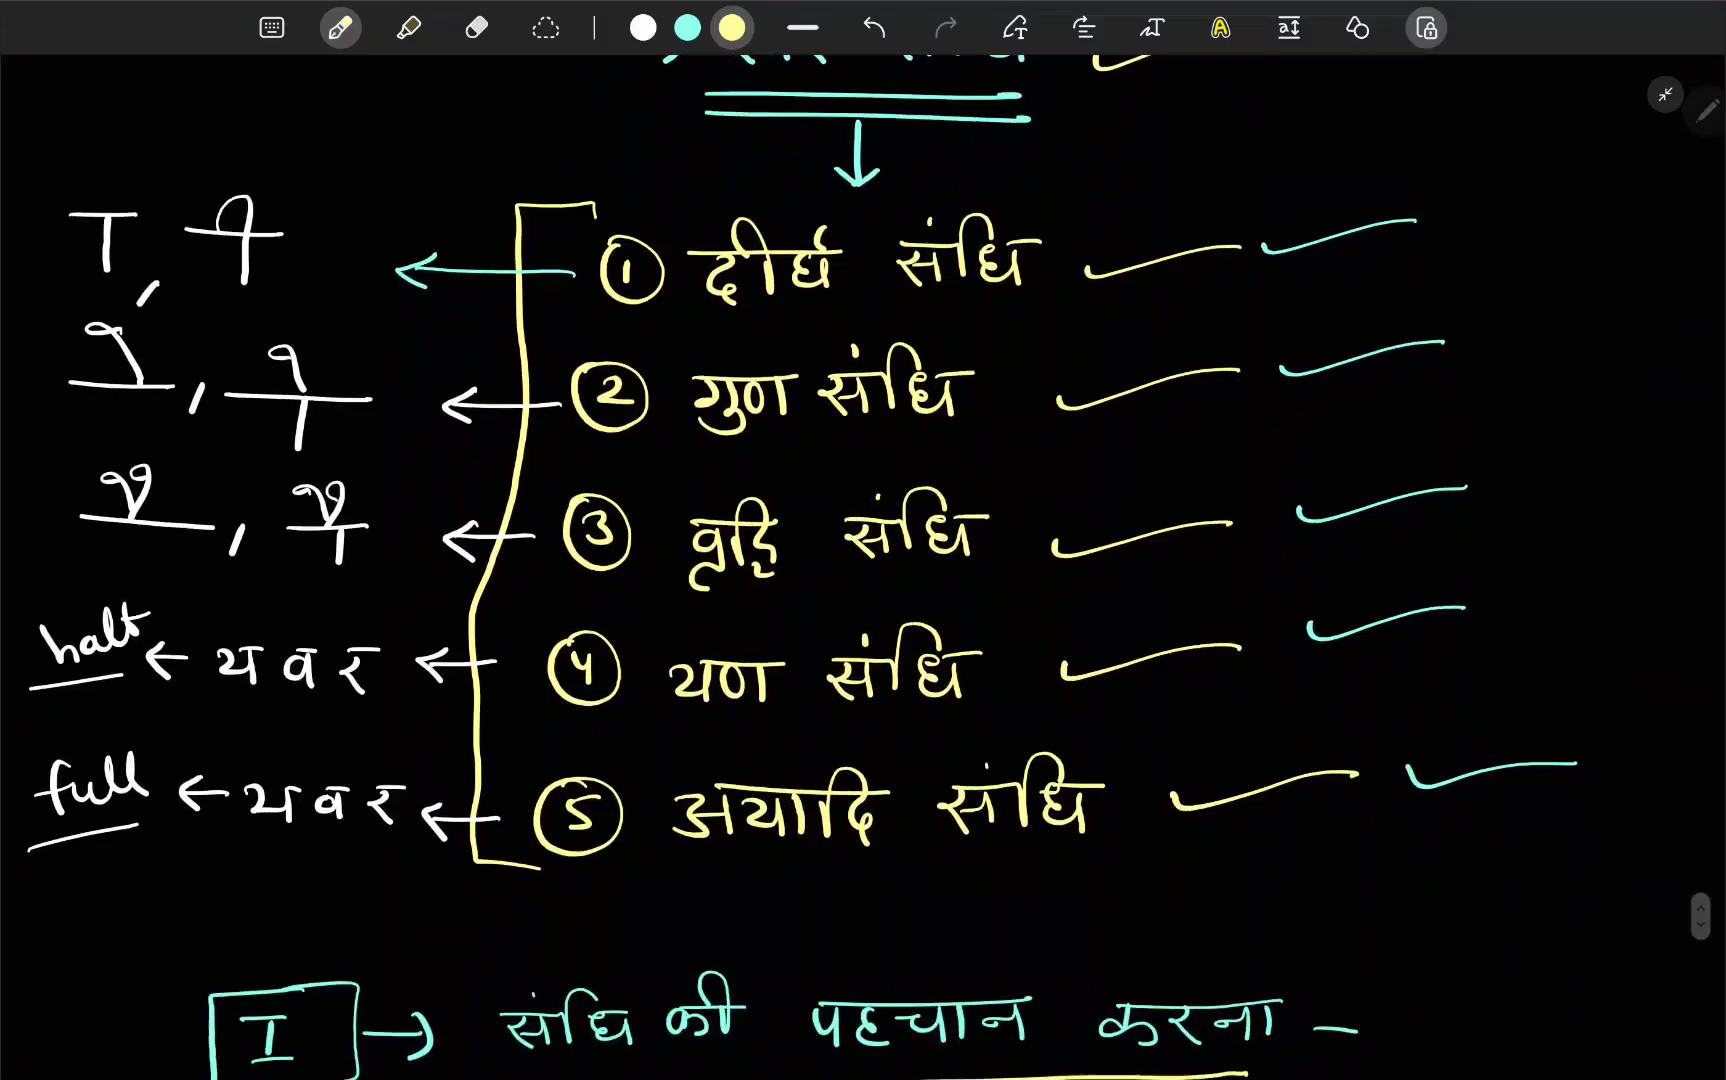 ा, ी
① दीर्घ संधि
े, ो
② गुण संधि
ै, ौ
③ वृद्धि संधि
half ← य व र ← ④ यण संधि
full ← य व र ← ⑤ अयादि संधि
I → संधि की पहचान करना –